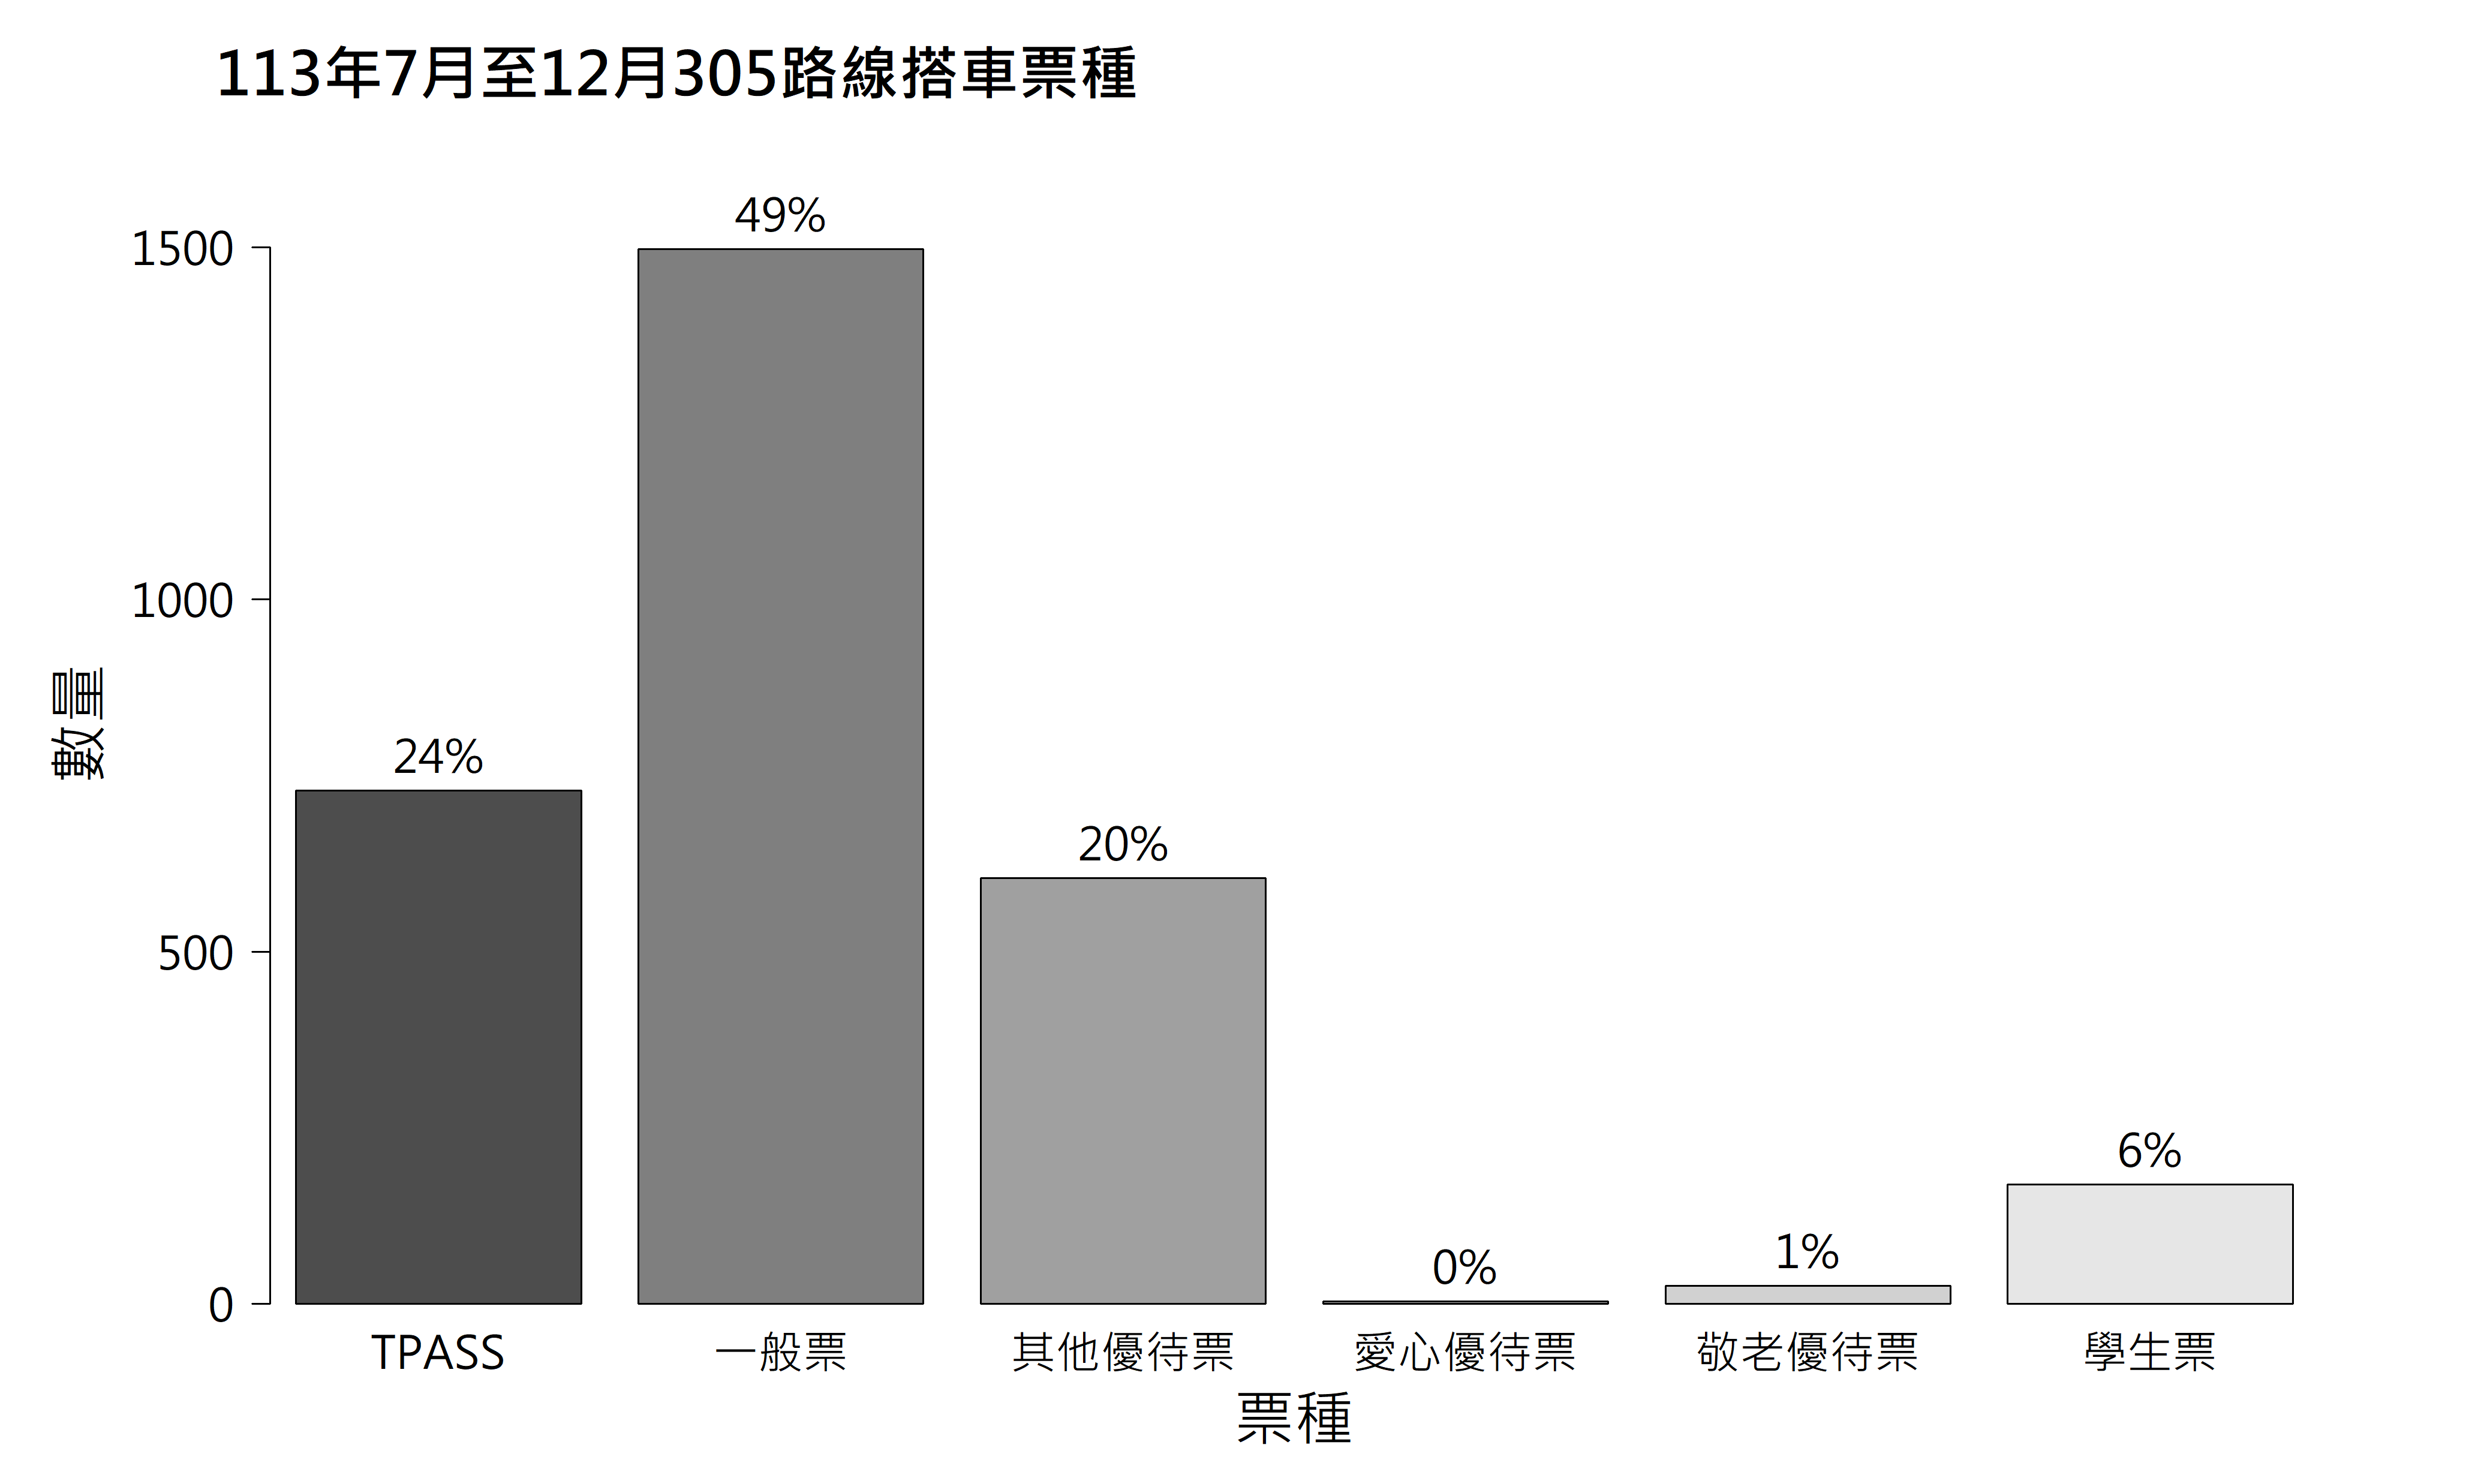 113年7月至12月305路線搭車票種
數量
1500
1000
500
0
24%
49%
20%
0%
1%
6%
TPASS
一般票
其他優待票
愛心優待票
敬老優待票
學生票
票種